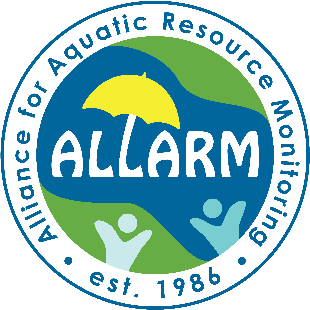 Alliance for Aquatic Resource Monitoring
ALLARM
• est. 1986 •